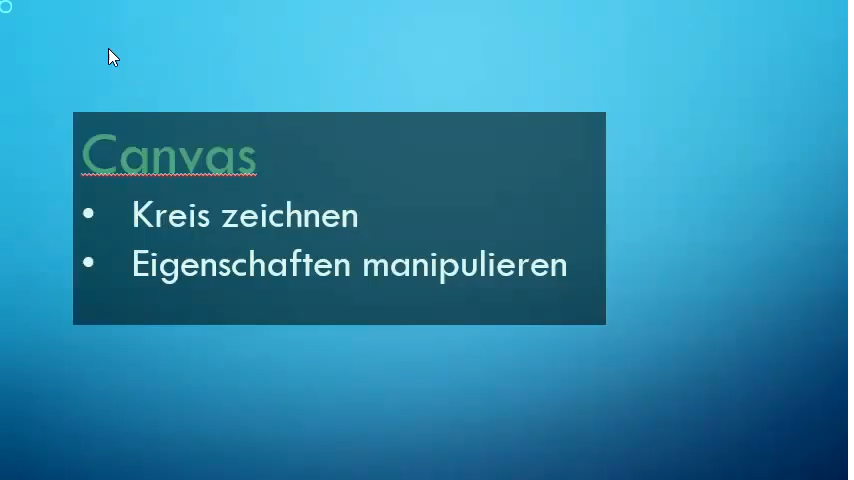 Canvas
• Kreis zeichnen
• Eigenschaften manipulieren